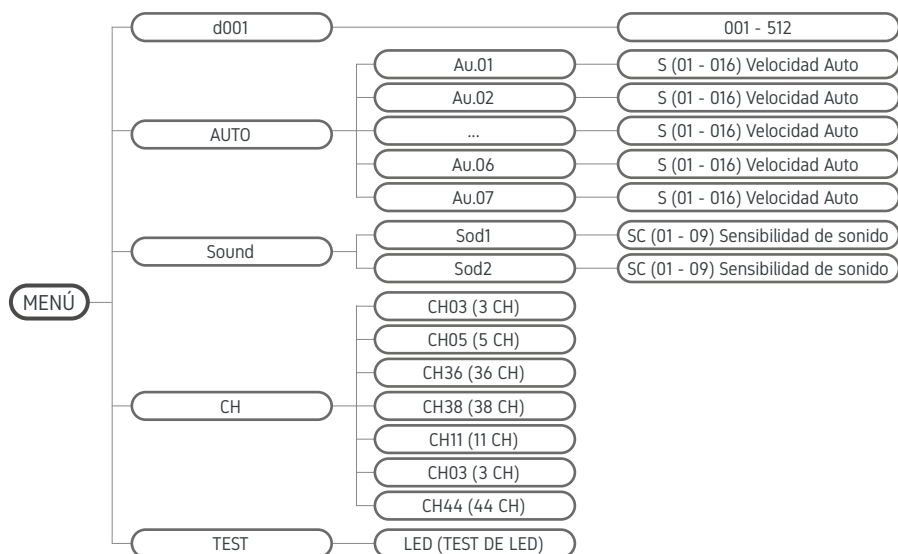 d001
001 - 512
Au.01
S (01 - 016) Velocidad Auto
Au.02
S (01 - 016) Velocidad Auto
AUTO
...
S (01 - 016) Velocidad Auto
Au.06
S (01 - 016) Velocidad Auto
Au.07
S (01 - 016) Velocidad Auto
Sound
Sod1
SC (01 - 09) Sensibilidad de sonido
Sod2
SC (01 - 09) Sensibilidad de sonido
MENÚ
CH03 (3 CH)
CH05 (5 CH)
CH36 (36 CH)
CH
CH38 (38 CH)
CH11 (11 CH)
CH03 (3 CH)
CH44 (44 CH)
TEST
LED (TEST DE LED)